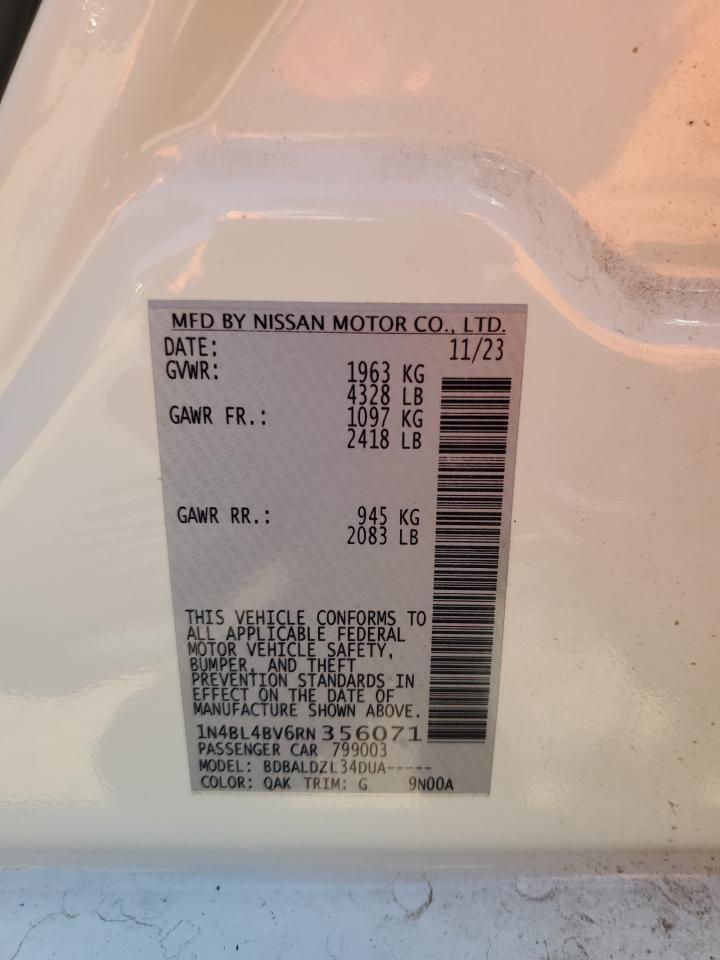 MFD BY NISSAN MOTOR CO., LTD.
DATE: 11/23
GVWR: 1963 KG
4328 LB
GAWR FR.: 1097 KG
2418 LB
GAWR RR.: 945 KG
2083 LB
THIS VEHICLE CONFORMS TO
ALL APPLICABLE FEDERAL
MOTOR VEHICLE SAFETY,
BUMPER, AND THEFT
PREVENTION STANDARDS IN
EFFECT ON THE DATE OF
MANUFACTURE SHOWN ABOVE.
1N4BL4BV6RN356071
PASSENGER CAR 799003
MODEL: BDBALDZL34DUA-----
COLOR: QAK TRIM: G 9N00A